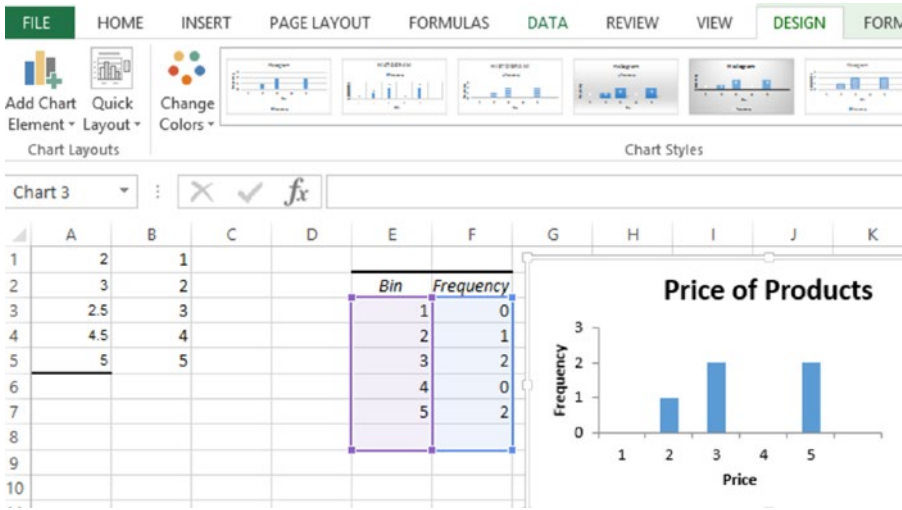 FILE HOME INSERT PAGE LAYOUT FORMULAS DATA REVIEW VIEW DESIGN FORM
Add Chart Element Quick Layout Change Colors
Chart Layouts Chart Styles
Chart 3 fx
A B C D E F G H I J K
1 2 1
2 3 2 Bin Frequency
3 2.5 3 1 0
4 4.5 4 2 1
5 5 5 3 2
6 4 0
7 5 2
8
9
10
Price of Products
Frequency
3
2
1
0
1 2 3 4 5
Price